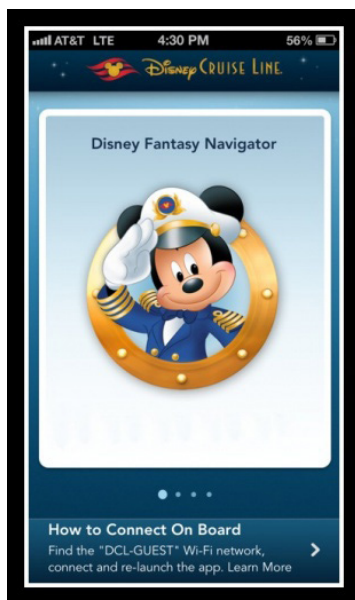 AT&T LTE 4:30 PM 56%
Disney CRUISE LINE.
Disney Fantasy Navigator
How to Connect On Board
Find the "DCL-GUEST" Wi-Fi network,
connect and re-launch the app. Learn More